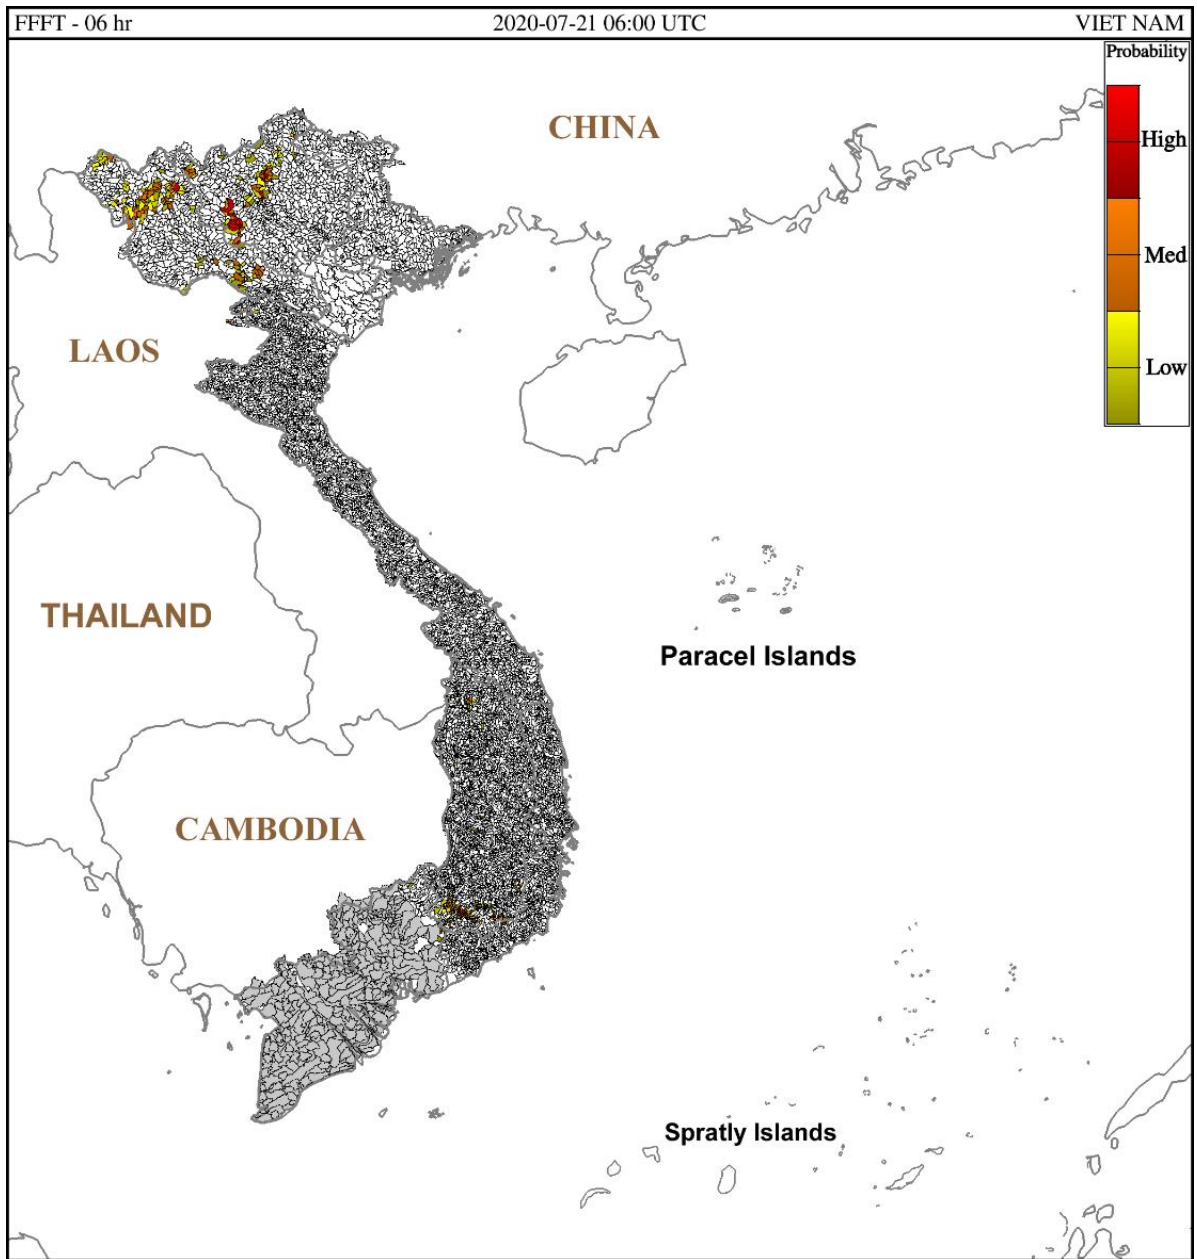 FFFT - 06 hr
2020-07-21 06:00 UTC
VIET NAM
Probability
High
Med
Low
CHINA
LAOS
THAILAND
Paracel Islands
CAMBODIA
Spratly Islands